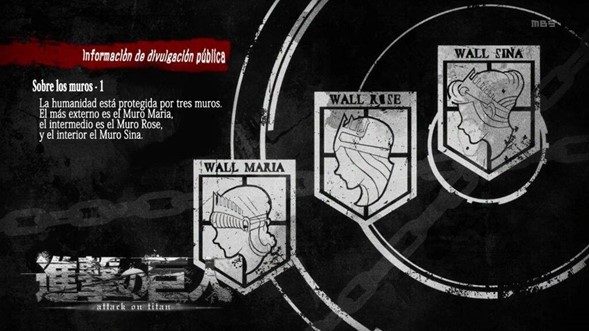 MBS
Información de divulgación pública
Sobre los muros - 1
La humanidad está protegida por tres muros.
El más externo es el Muro Maria,
el intermedio es el Muro Rose,
y el interior el Muro Sina.
WALL SINA
WALL ROSE
WALL MARIA
進撃の巨人
attack on titan